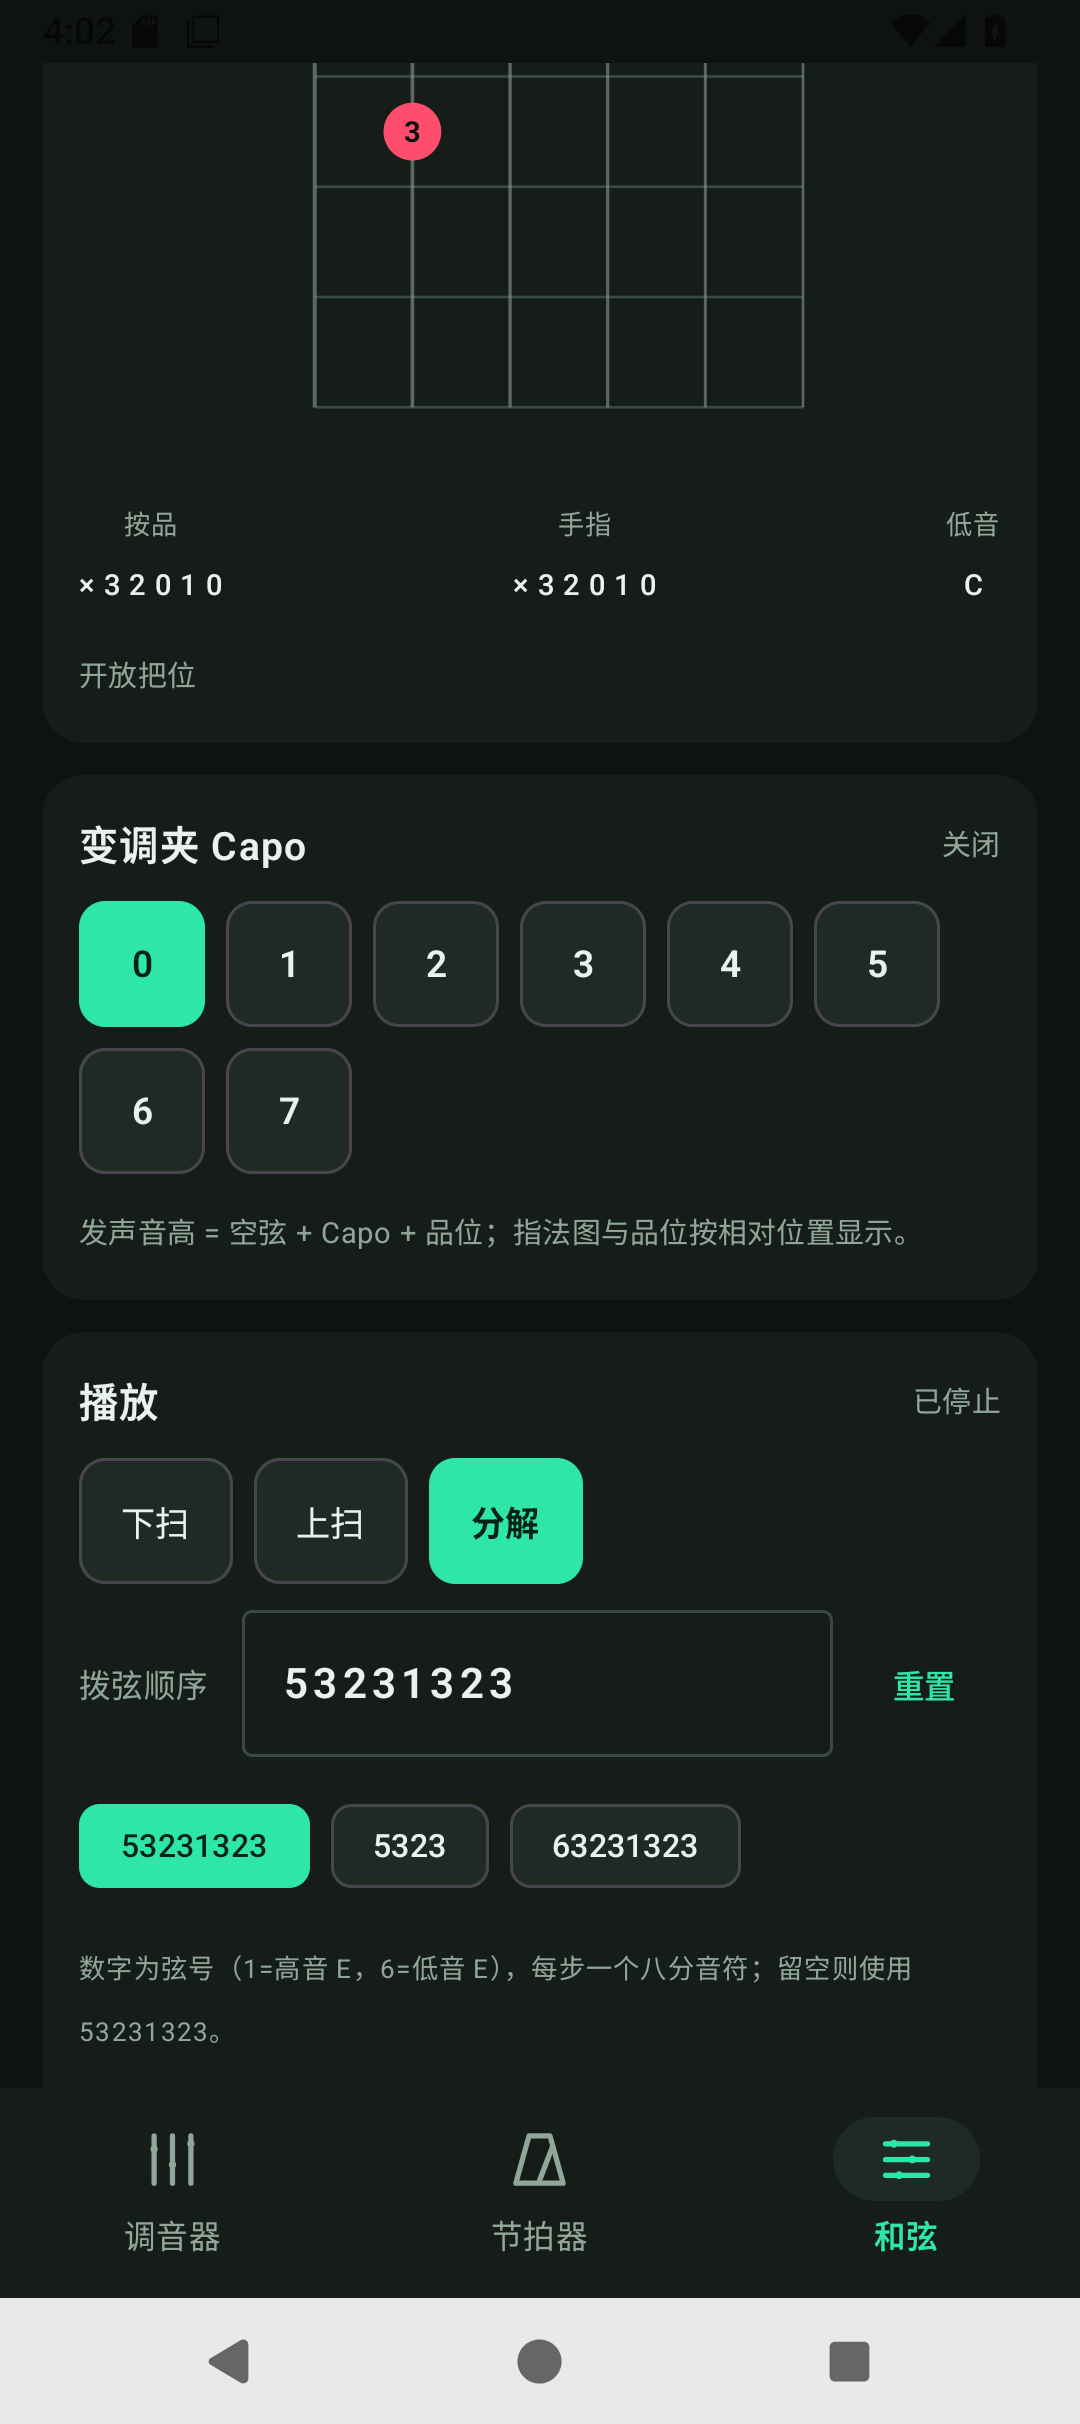 4:02
3
按品 手指 低音
× 3 2 0 1 0 × 3 2 0 1 0 C
开放把位
变调夹 Capo 关闭
0 1 2 3 4 5
6 7
发声音高 = 空弦 + Capo + 品位；指法图与品位按相对位置显示。
播放 已停止
下扫 上扫 分解
拨弦顺序 53231323 重置
53231323 5323 63231323
数字为弦号（1=高音 E，6=低音 E），每步一个八分音符；留空则使用
53231323。
调音器 节拍器 和弦